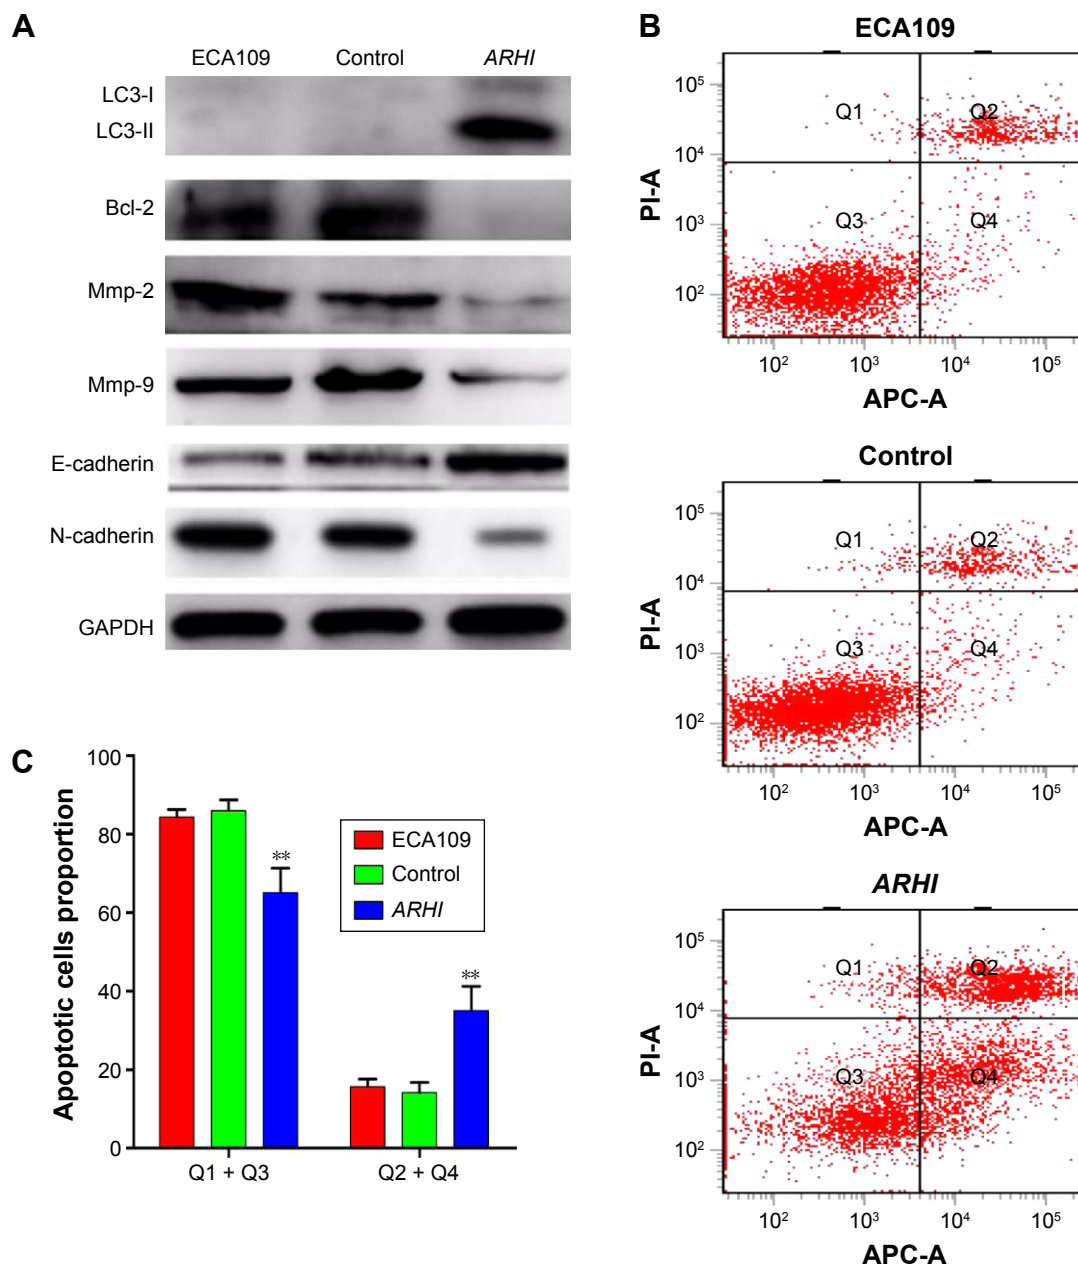 A
ECA109 Control ARHI
LC3-I
LC3-II
Bcl-2
Mmp-2
Mmp-9
E-cadherin
N-cadherin
GAPDH
B
ECA109
PI-A
10⁵
10⁴
10³
10²
Q1 Q2
Q3 Q4
10² 10³ 10⁴ 10⁵
APC-A
Control
PI-A
10⁵
10⁴
10³
10²
Q1 Q2
Q3 Q4
10² 10³ 10⁴ 10⁵
APC-A
ARHI
PI-A
10⁵
10⁴
10³
10²
Q1 Q2
Q3 Q4
10² 10³ 10⁴ 10⁵
APC-A
C
Apoptotic cells proportion
100
80
60
40
20
0
**
**
ECA109
Control
ARHI
Q1 + Q3 Q2 + Q4